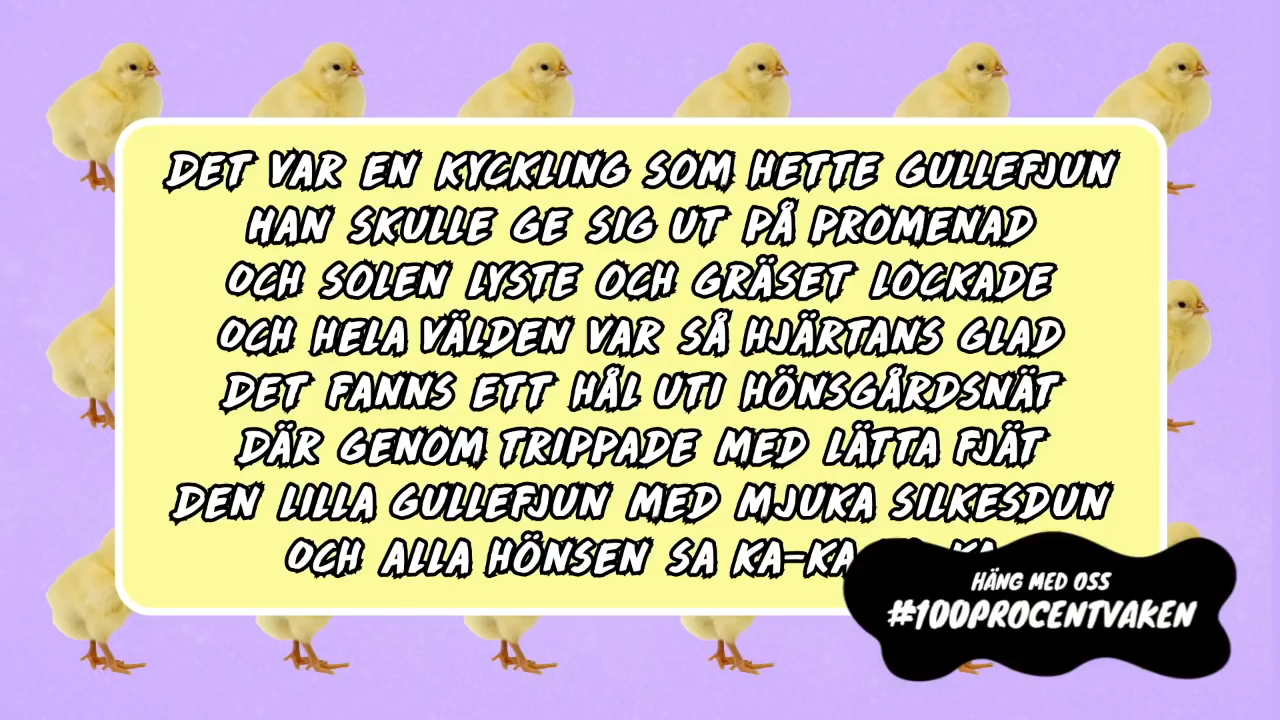 DET VAR EN KYCKLING SOM HETTE GULLEFJUN
HAN SKULLE GE SIG UT PÅ PROMENAD
OCH SOLEN LYSTE OCH GRÄSET LOCKADE
OCH HELA VÄLDEN VAR SÅ HJÄRTANS GLAD
DET FANNS ETT HÅL UTI HÖNSGÅRDSNÄT
DÄR GENOM TRIPPADE MED LÄTTA FJÄT
DEN LILLA GULLEFJUN MED MJUKA SILKESDUN
OCH ALLA HÖNSEN SA KA-KA
HÄNG MED OSS
#100PROCENTVAKEN